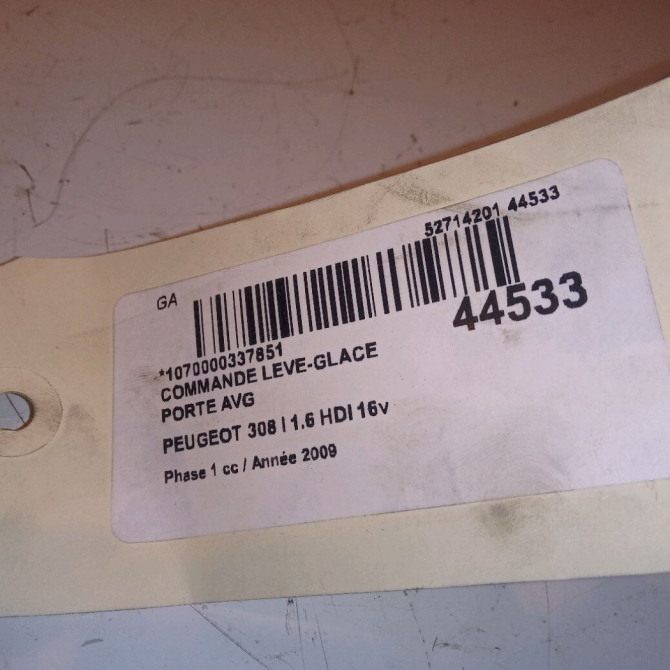 52714201 44533
GA
44533
*1070000337851
COMMANDE LEVE-GLACE
PORTE AVG
PEUGEOT 308 I 1.6 HDI 16v
Phase 1 cc / Année 2009